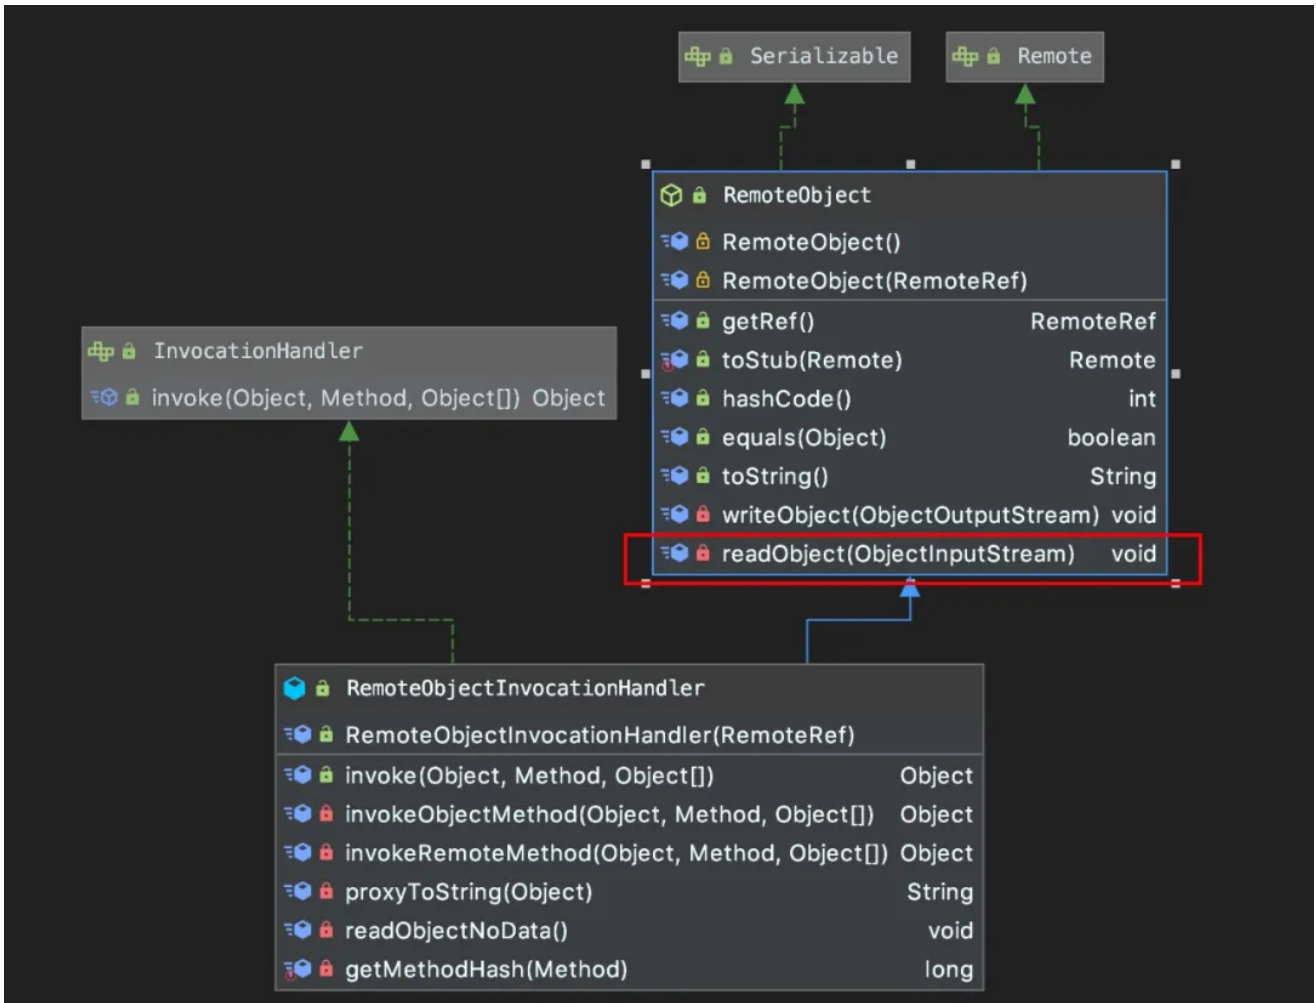 Serializable
Remote
RemoteObject
RemoteObject()
RemoteObject(RemoteRef)
getRef() RemoteRef
toStub(Remote) Remote
hashCode() int
equals(Object) boolean
toString() String
writeObject(ObjectOutputStream) void
readObject(ObjectInputStream) void
InvocationHandler
invoke(Object, Method, Object[]) Object
RemoteObjectInvocationHandler
RemoteObjectInvocationHandler(RemoteRef)
invoke(Object, Method, Object[]) Object
invokeObjectMethod(Object, Method, Object[]) Object
invokeRemoteMethod(Object, Method, Object[]) Object
proxyToString(Object) String
readObjectNoData() void
getMethodHash(Method) long